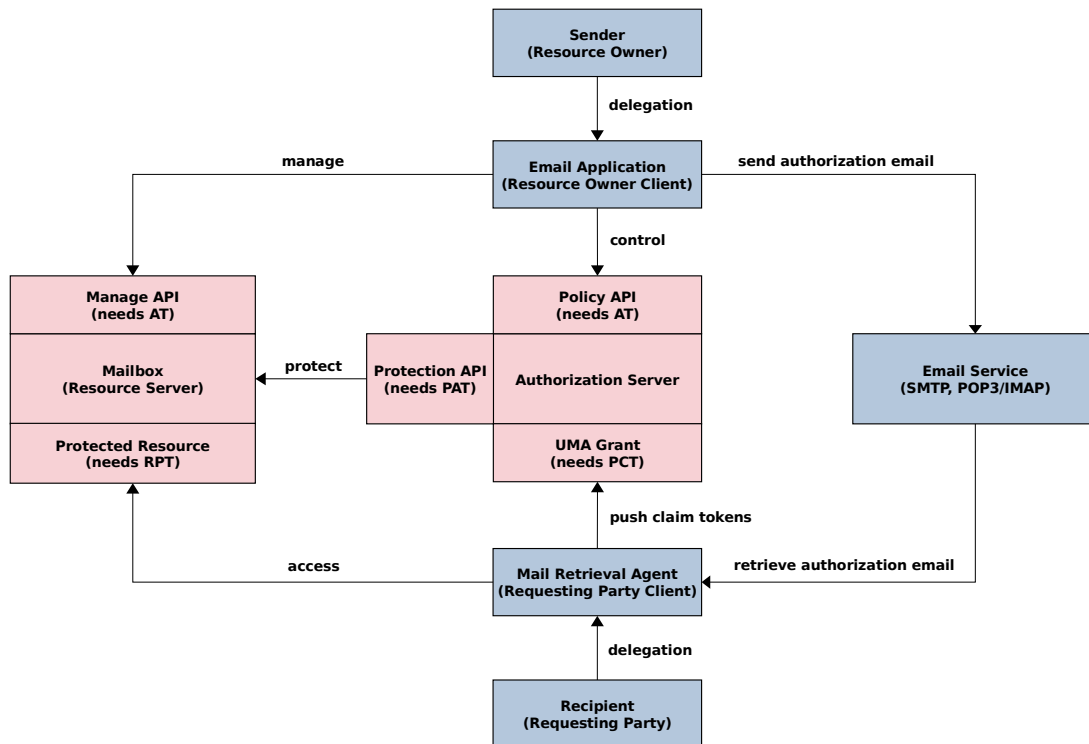 Sender
(Resource Owner)
delegation
manage
Email Application
(Resource Owner Client)
send authorization email
control
Manage API
(needs AT)
Policy API
(needs AT)
Mailbox
(Resource Server)
protect
Protection API
(needs PAT)
Authorization Server
Email Service
(SMTP, POP3/IMAP)
Protected Resource
(needs RPT)
UMA Grant
(needs PCT)
push claim tokens
access
Mail Retrieval Agent
(Requesting Party Client)
retrieve authorization email
delegation
Recipient
(Requesting Party)